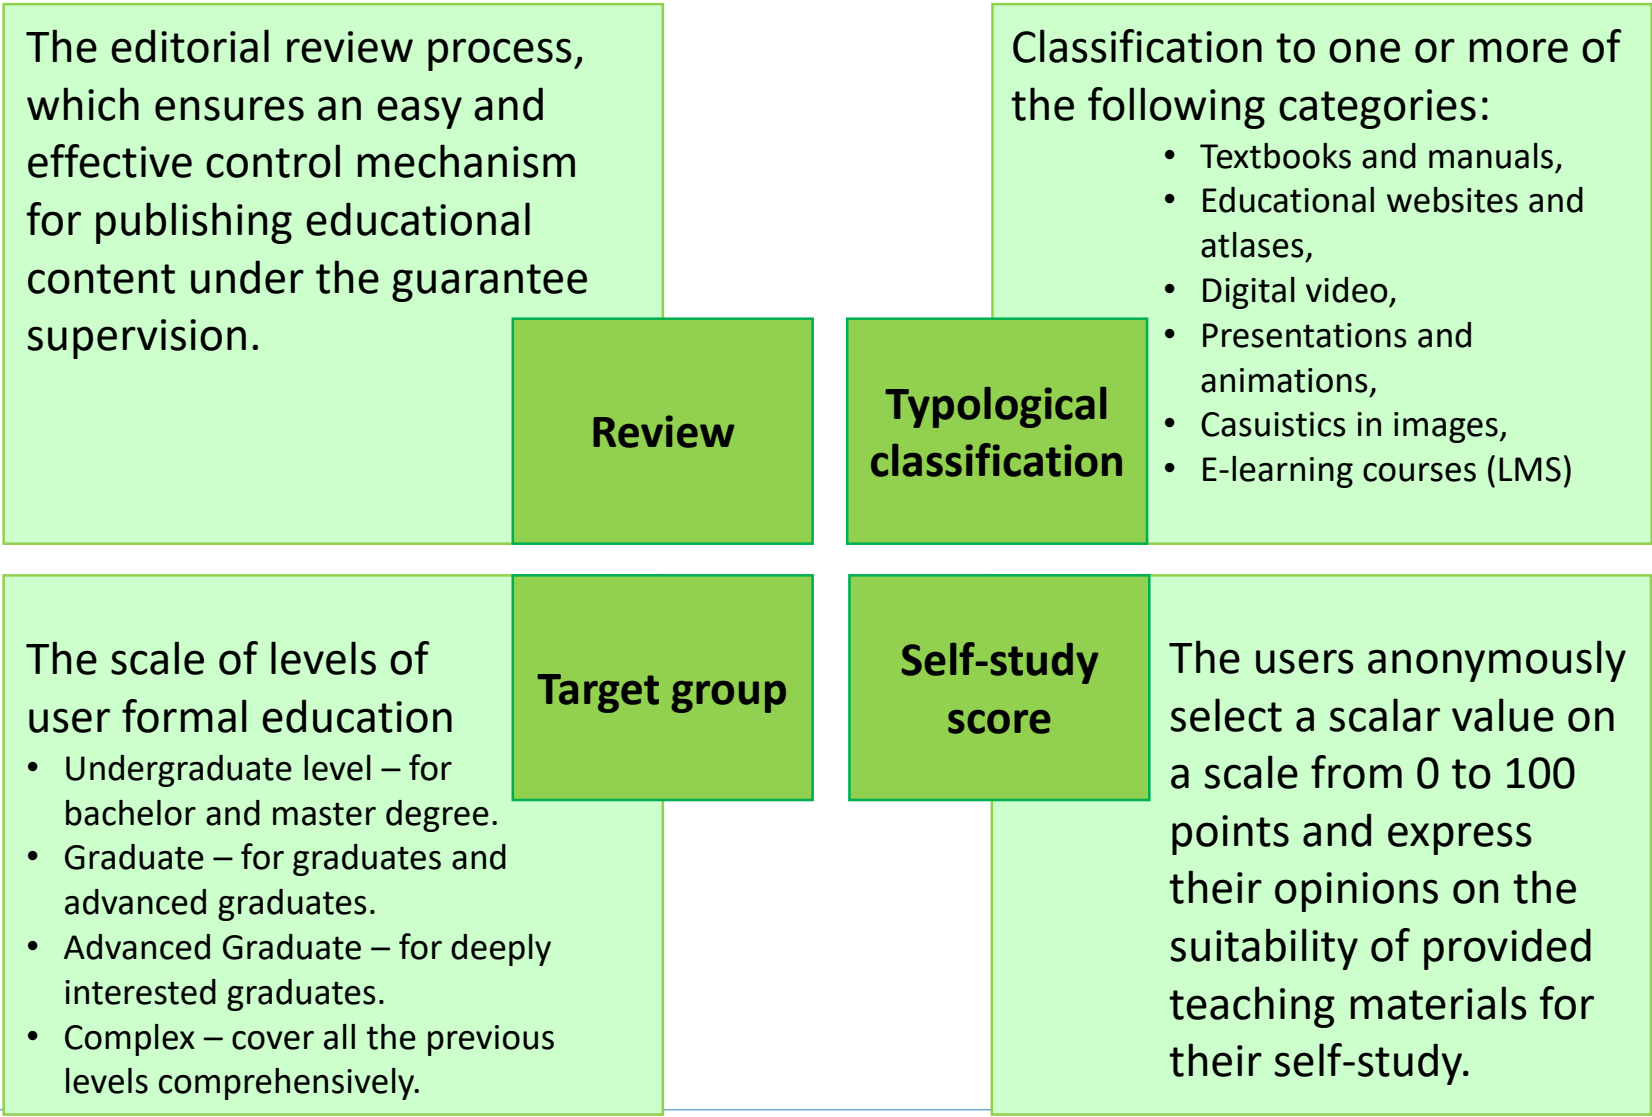 The editorial review process,
which ensures an easy and
effective control mechanism
for publishing educational
content under the guarantee
supervision.
Review
Classification to one or more of
the following categories:
• Textbooks and manuals,
• Educational websites and
atlases,
• Digital video,
• Presentations and
animations,
• Casuistics in images,
• E-learning courses (LMS)
Typological
classification
The scale of levels of
user formal education
• Undergraduate level – for
bachelor and master degree.
• Graduate – for graduates and
advanced graduates.
• Advanced Graduate – for deeply
interested graduates.
• Complex – cover all the previous
levels comprehensively.
Target group
Self-study
score
The users anonymously
select a scalar value on
a scale from 0 to 100
points and express
their opinions on the
suitability of provided
teaching materials for
their self-study.